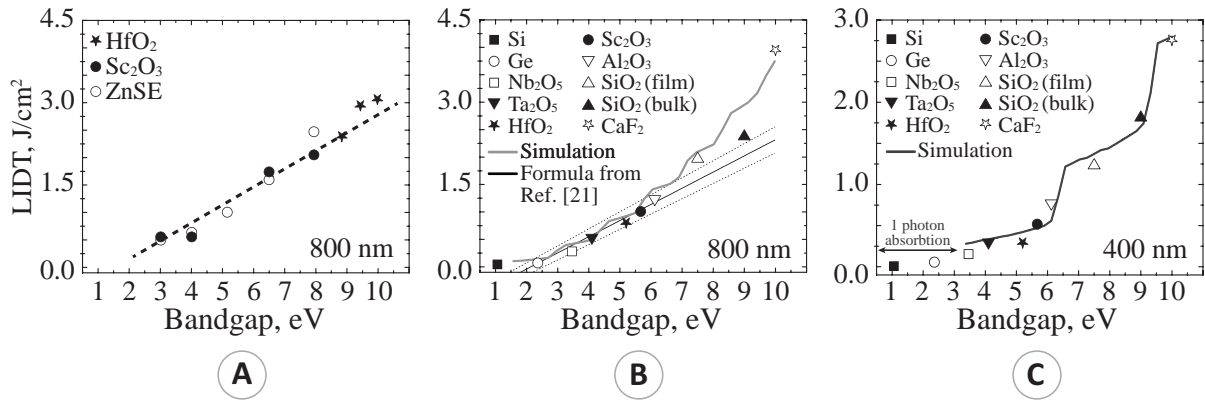 4.5
3.0
1.5
0.0
LIDT, J/cm²
HfO₂
Sc₂O₃
ZnSE
800 nm
1 2 3 4 5 6 7 8 9 10
Bandgap, eV
A
4.5
3.0
1.5
0.0
Si
Ge
Nb₂O₅
Ta₂O₅
HfO₂
Sc₂O₃
Al₂O₃
SiO₂ (film)
SiO₂ (bulk)
CaF₂
Simulation
Formula from
Ref. [21]
800 nm
1 2 3 4 5 6 7 8 9 10
Bandgap, eV
B
3.0
2.0
1.0
0.0
Si
Ge
Nb₂O₅
Ta₂O₅
HfO₂
Sc₂O₃
Al₂O₃
SiO₂ (film)
SiO₂ (bulk)
CaF₂
Simulation
1 photon
absorbtion
400 nm
1 2 3 4 5 6 7 8 9 10
Bandgap, eV
C